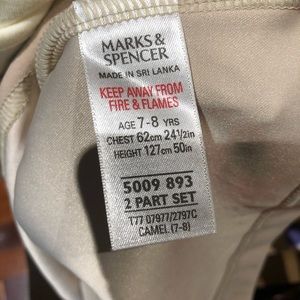 MARKS &
SPENCER
MADE IN SRI LANKA
KEEP AWAY FROM
FIRE & FLAMES
AGE 7-8 YRS
CHEST 62cm 241/2in
HEIGHT 127cm 50in
5009 893
2 PART SET
T77 07977/2797C
CAMEL (7-8)